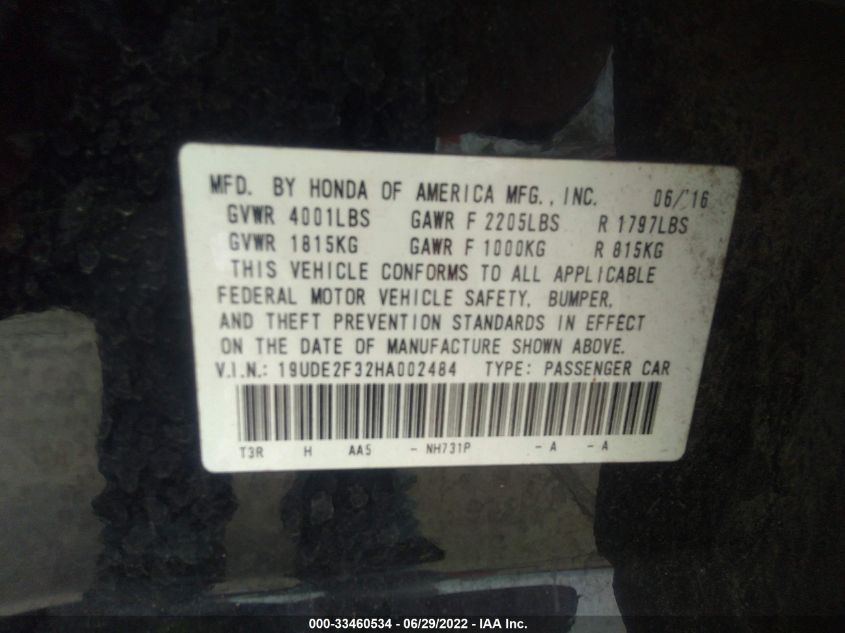 MFD. BY HONDA OF AMERICA MFG., INC. 06/16
GVWR 4001LBS GAWR F 2205LBS R 1797LBS
GVWR 1815KG GAWR F 1000KG R 815KG
THIS VEHICLE CONFORMS TO ALL APPLICABLE
FEDERAL MOTOR VEHICLE SAFETY, BUMPER,
AND THEFT PREVENTION STANDARDS IN EFFECT
ON THE DATE OF MANUFACTURE SHOWN ABOVE.
V.I.N.: 19UDE2F32HA002484 TYPE: PASSENGER CAR
T3R H AA5 - NH731P - A - A
000-33460534 - 06/29/2022 - IAA Inc.